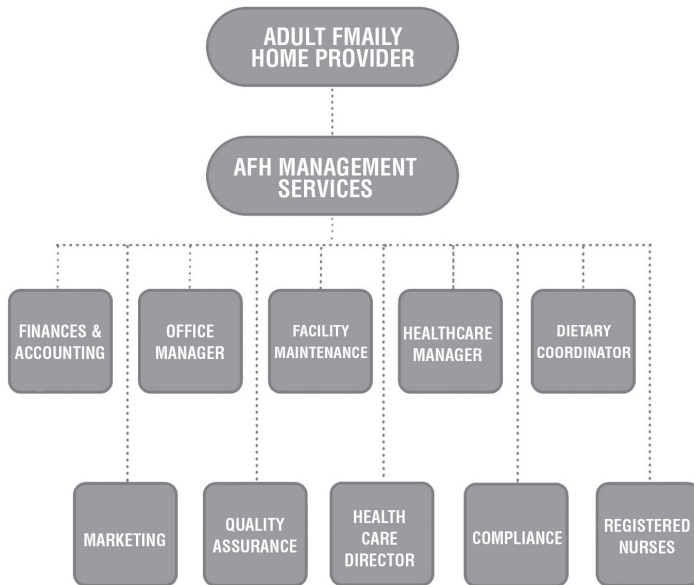 ADULT FMAILY
HOME PROVIDER
AFH MANAGEMENT
SERVICES
FINANCES &
ACCOUNTING
OFFICE
MANAGER
FACILITY
MAINTENANCE
HEALTHCARE
MANAGER
DIETARY
COORDINATOR
MARKETING
QUALITY
ASSURANCE
HEALTH
CARE
DIRECTOR
COMPLIANCE
REGISTERED
NURSES